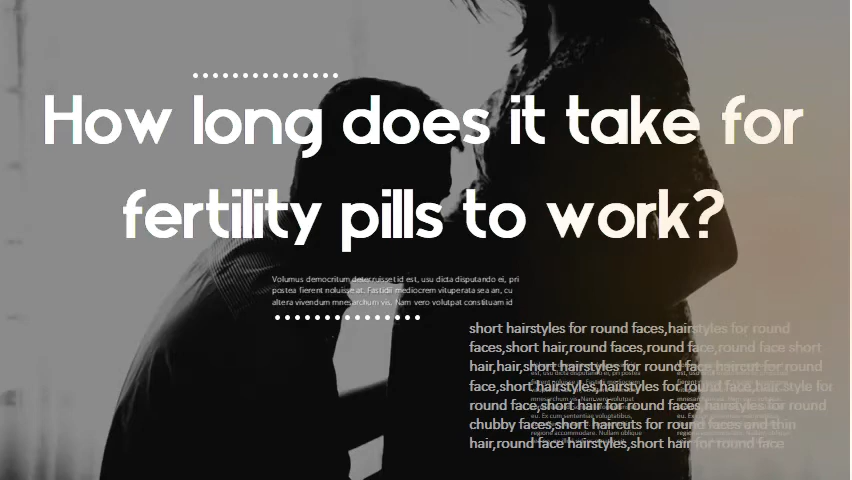 How long does it take for
fertility pills to work?
Volumus democritum deterruisset id est, usu dicta disputando ei, pri
postea fierent noluisse at. Fastidii mediocrem vituperata sea an, cu
altera vivendum mnesarchum vis. Nam vero volutpat constituam id
short hairstyles for round faces,hairstyles for round
faces,short hair,round faces,round face,round face short
hair,hair,short hairstyles for round face,haircut for round
face,short hairstyles,hairstyles for round face,hair style for
round face,short hair for round faces,hairstyles for round
chubby faces,short haircuts for round faces and thin
hair,round face hairstyles,short hair for round face